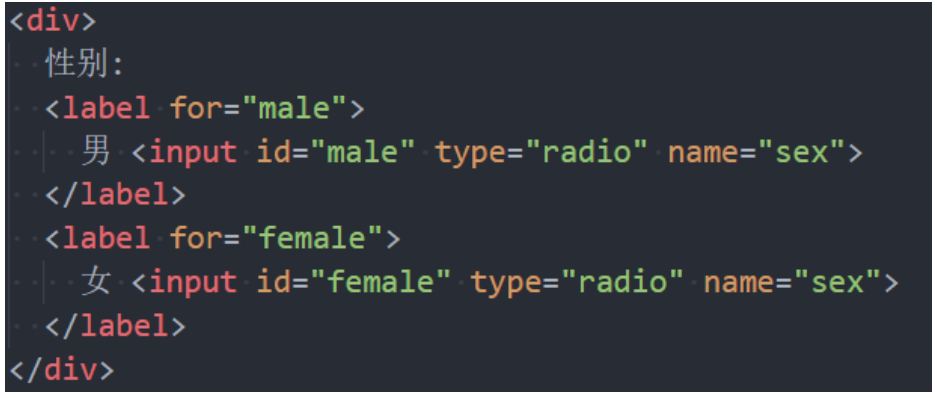 <div>
性别:
<label for="male">
男 <input id="male" type="radio" name="sex">
</label>
<label for="female">
女 <input id="female" type="radio" name="sex">
</label>
</div>